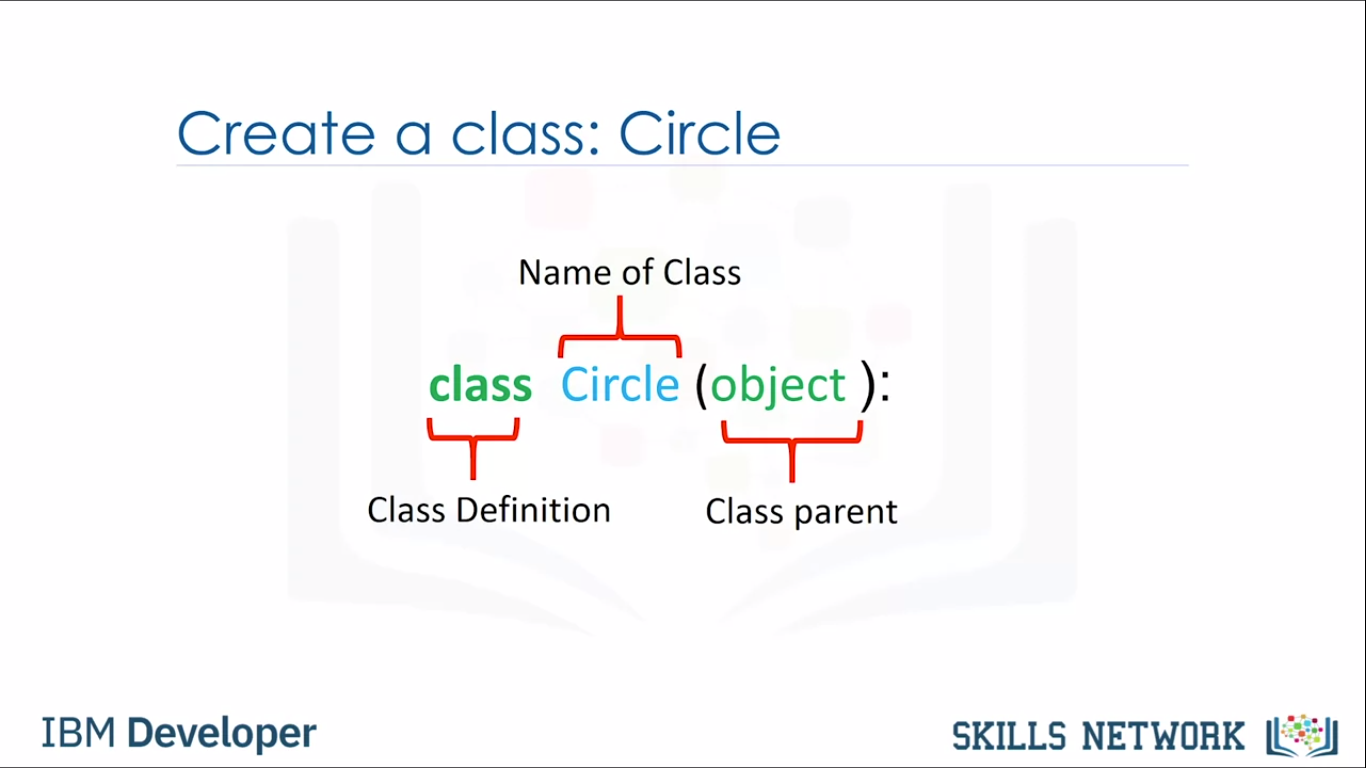 Create a class: Circle
Name of Class
class Circle (object ):
Class Definition
Class parent
IBM Developer
SKILLS NETWORK